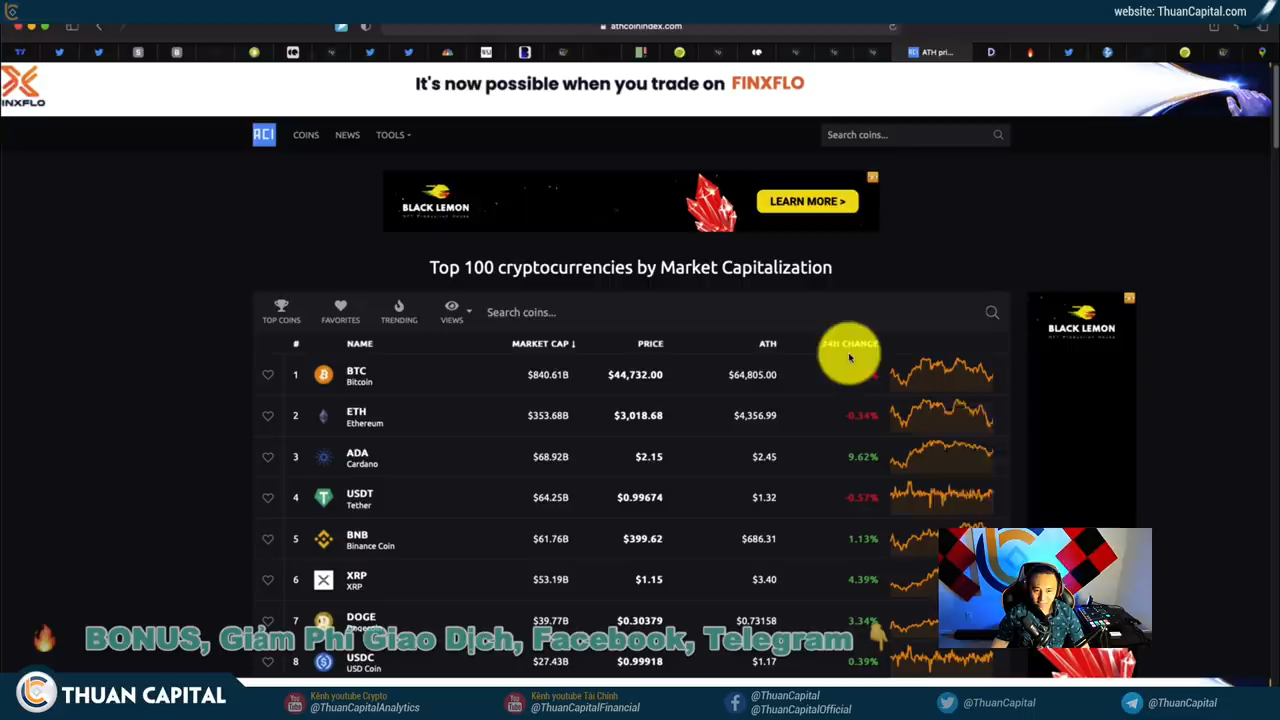 website: ThuanCapital.com
athcoinindex.com
ATH pri...
It's now possible when you trade on FINXFLO
INXFLO
ACI COINS NEWS TOOLS Search coins...
BLACK LEMON
LEARN MORE >
Top 100 cryptocurrencies by Market Capitalization
TOP COINS FAVORITES TRENDING VIEWS Search coins...
BLACK LEMON
# NAME MARKET CAP ↓ PRICE ATH 24H CHANGE
1 BTC Bitcoin $840.61B $44,732.00 $64,805.00
2 ETH Ethereum $353.68B $3,018.68 $4,356.99 -0.34%
3 ADA Cardano $68.92B $2.15 $2.45 9.62%
4 USDT Tether $64.25B $0.99674 $1.32 -0.57%
5 BNB Binance Coin $61.76B $399.62 $686.31 1.13%
6 XRP XRP $53.19B $1.15 $3.40 4.39%
7 DOGE $39.77B $0.30379 $0.73158 3.34%
BONUS, Giảm Phí Giao Dịch, Facebook, Telegram
8 USDC USD Coin $27.43B $0.99918 $1.17 0.39%
THUAN CAPITAL
Kênh youtube Crypto
@ThuanCapitalAnalytics
Kênh youtube Tài Chính
@ThuanCapitalFinancial
@ThuanCapital
@ThuanCapitalOfficial
@ThuanCapital
@ThuanCapital